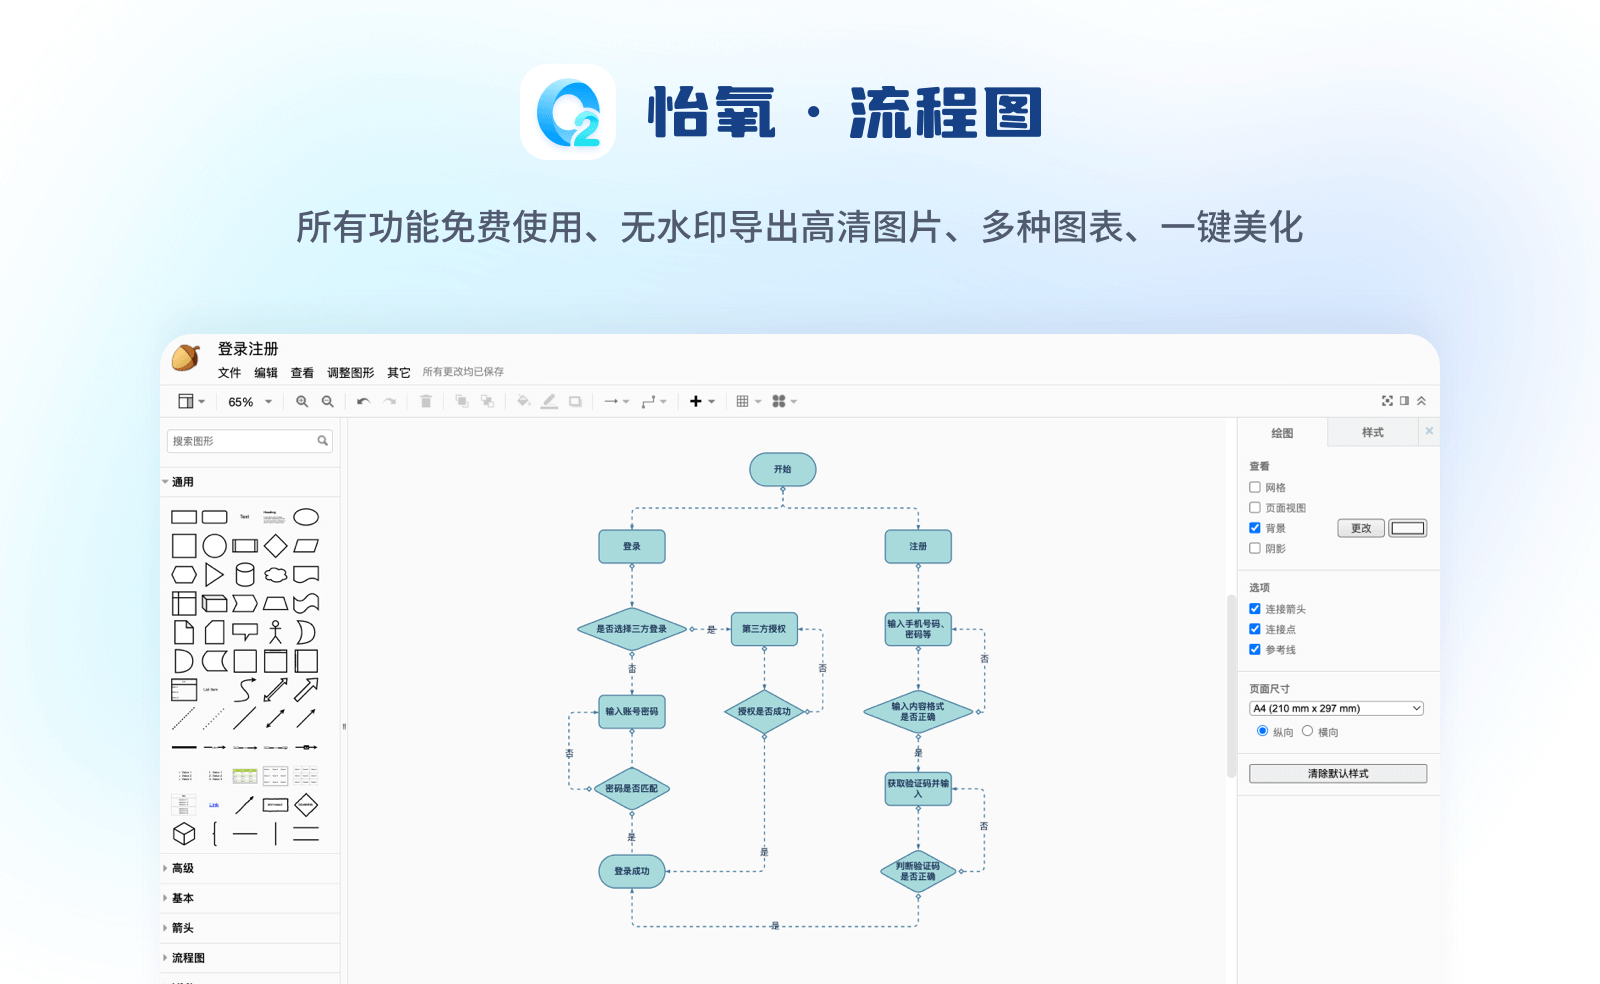 怡氧 · 流程图
所有功能免费使用、无水印导出高清图片、多种图表、一键美化
登录注册
文件 编辑 查看 调整图形 其它 所有更改均已保存
65%
搜索图形
通用
Text
Heading
List Item
Link
高级
基本
箭头
流程图
开始
登录
注册
是否选择三方登录
是
第三方授权
输入手机号码、
密码等
否
否
否
输入账号密码
授权是否成功
输入内容格式
是否正确
否
是
密码是否匹配
获取验证码并输
入
否
是
是
登录成功
判断验证码
是否正确
是
绘图 样式
查看
网格
页面视图
背景 更改
阴影
选项
连接箭头
连接点
参考线
页面尺寸
A4 (210 mm x 297 mm)
纵向 横向
清除默认样式